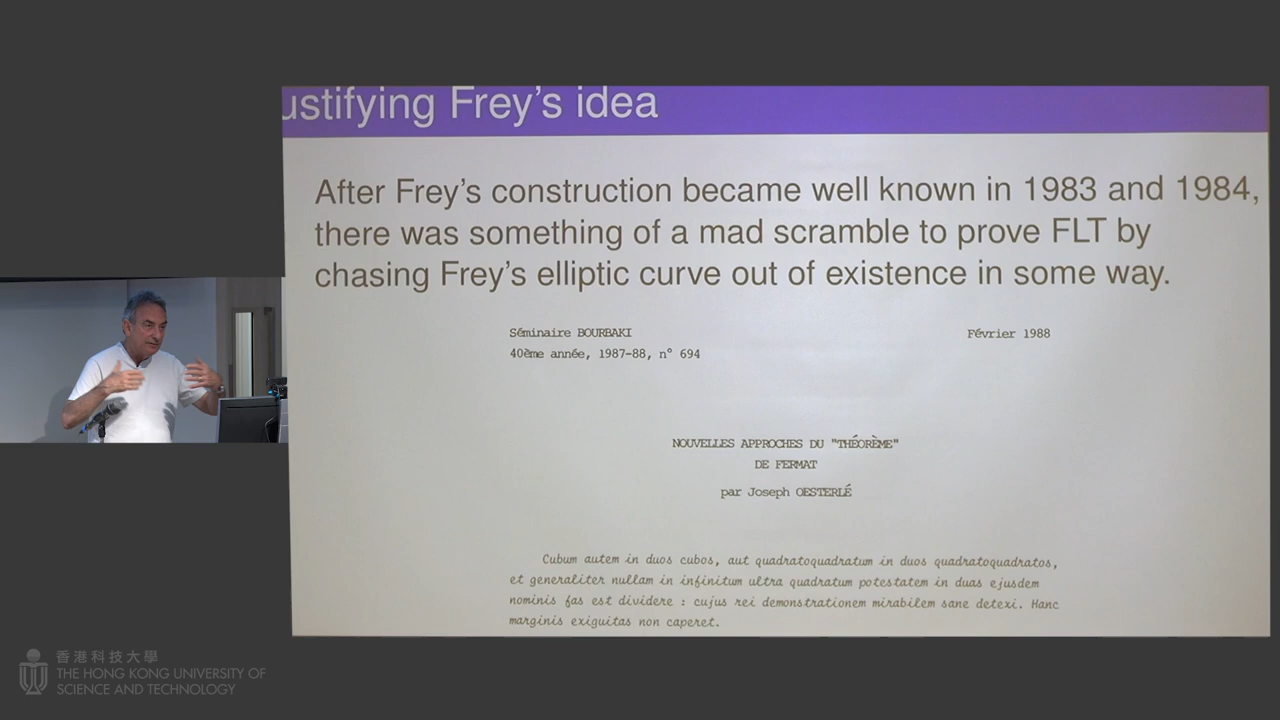 ustifying Frey's idea
After Frey's construction became well known in 1983 and 1984,
there was something of a mad scramble to prove FLT by
chasing Frey's elliptic curve out of existence in some way.
Séminaire BOURBAKI
Février 1988
40ème année, 1987-88, n° 694
NOUVELLES APPROCHES DU "THÉORÈME"
DE FERMAT
par Joseph OESTERLÉ
Cubum autem in duos cubos, aut quadratoquadratum in duos quadratoquadratos,
et generaliter nullam in infinitum ultra quadratum potestatem in duas ejusdem
nominis fas est dividere : cujus rei demonstrationem mirabilem sane detexi. Hanc
marginis exiguitas non caperet.
香港科技大學
THE HONG KONG UNIVERSITY OF
SCIENCE AND TECHNOLOGY